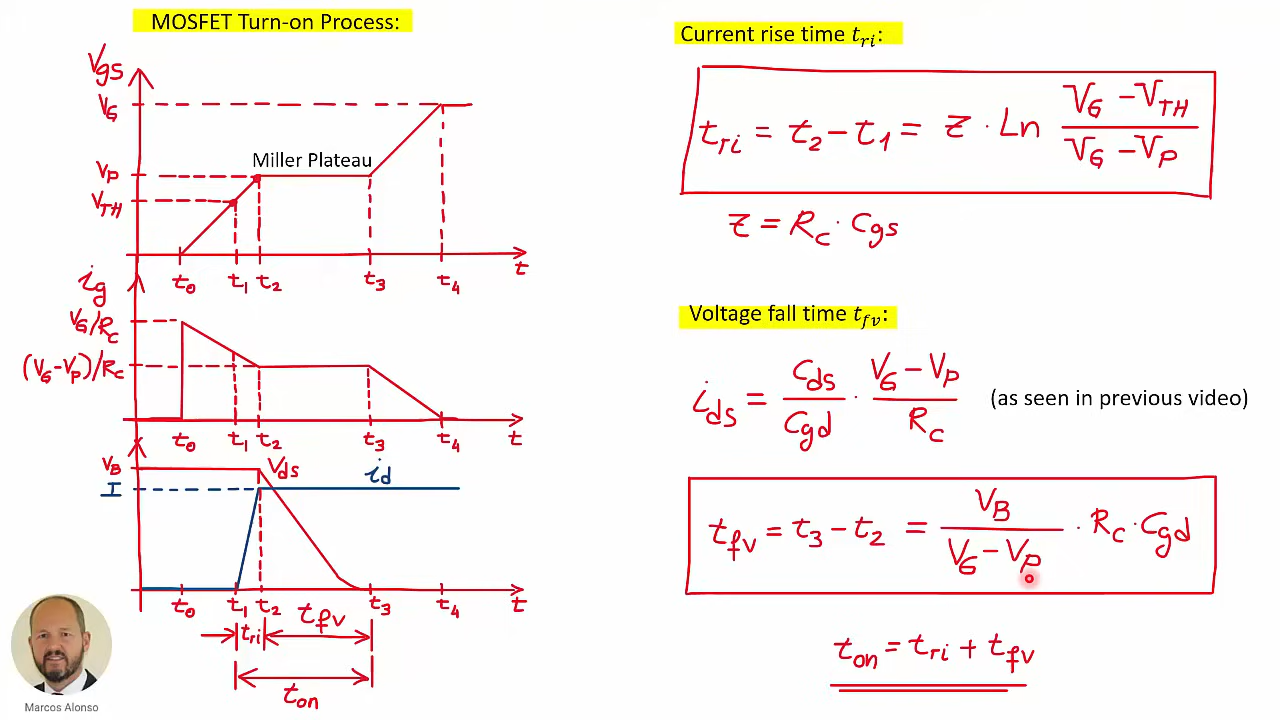 MOSFET Turn-on Process:
Vgs
VG
VP
VTH
Miller Plateau
t0 t1 t2 t3 t4 t
ig
VG/Rc
(VG-VP)/Rc
t0 t1 t2 t3 t4 t
VB
I
Vds
id
t0 t1 t2 t3 t4 t
tri
tfv
ton
Marcos Alonso
Current rise time tri:
tri = t2 - t1 = Z · Ln (VG - VTH)/(VG - VP)
Z = Rc · Cgs
Voltage fall time tfv:
ids = Cds/Cgd · (VG - VP)/Rc (as seen in previous video)
tfv = t3 - t2 = VB/(VG - VP) · Rc · Cgd
ton = tri + tfv